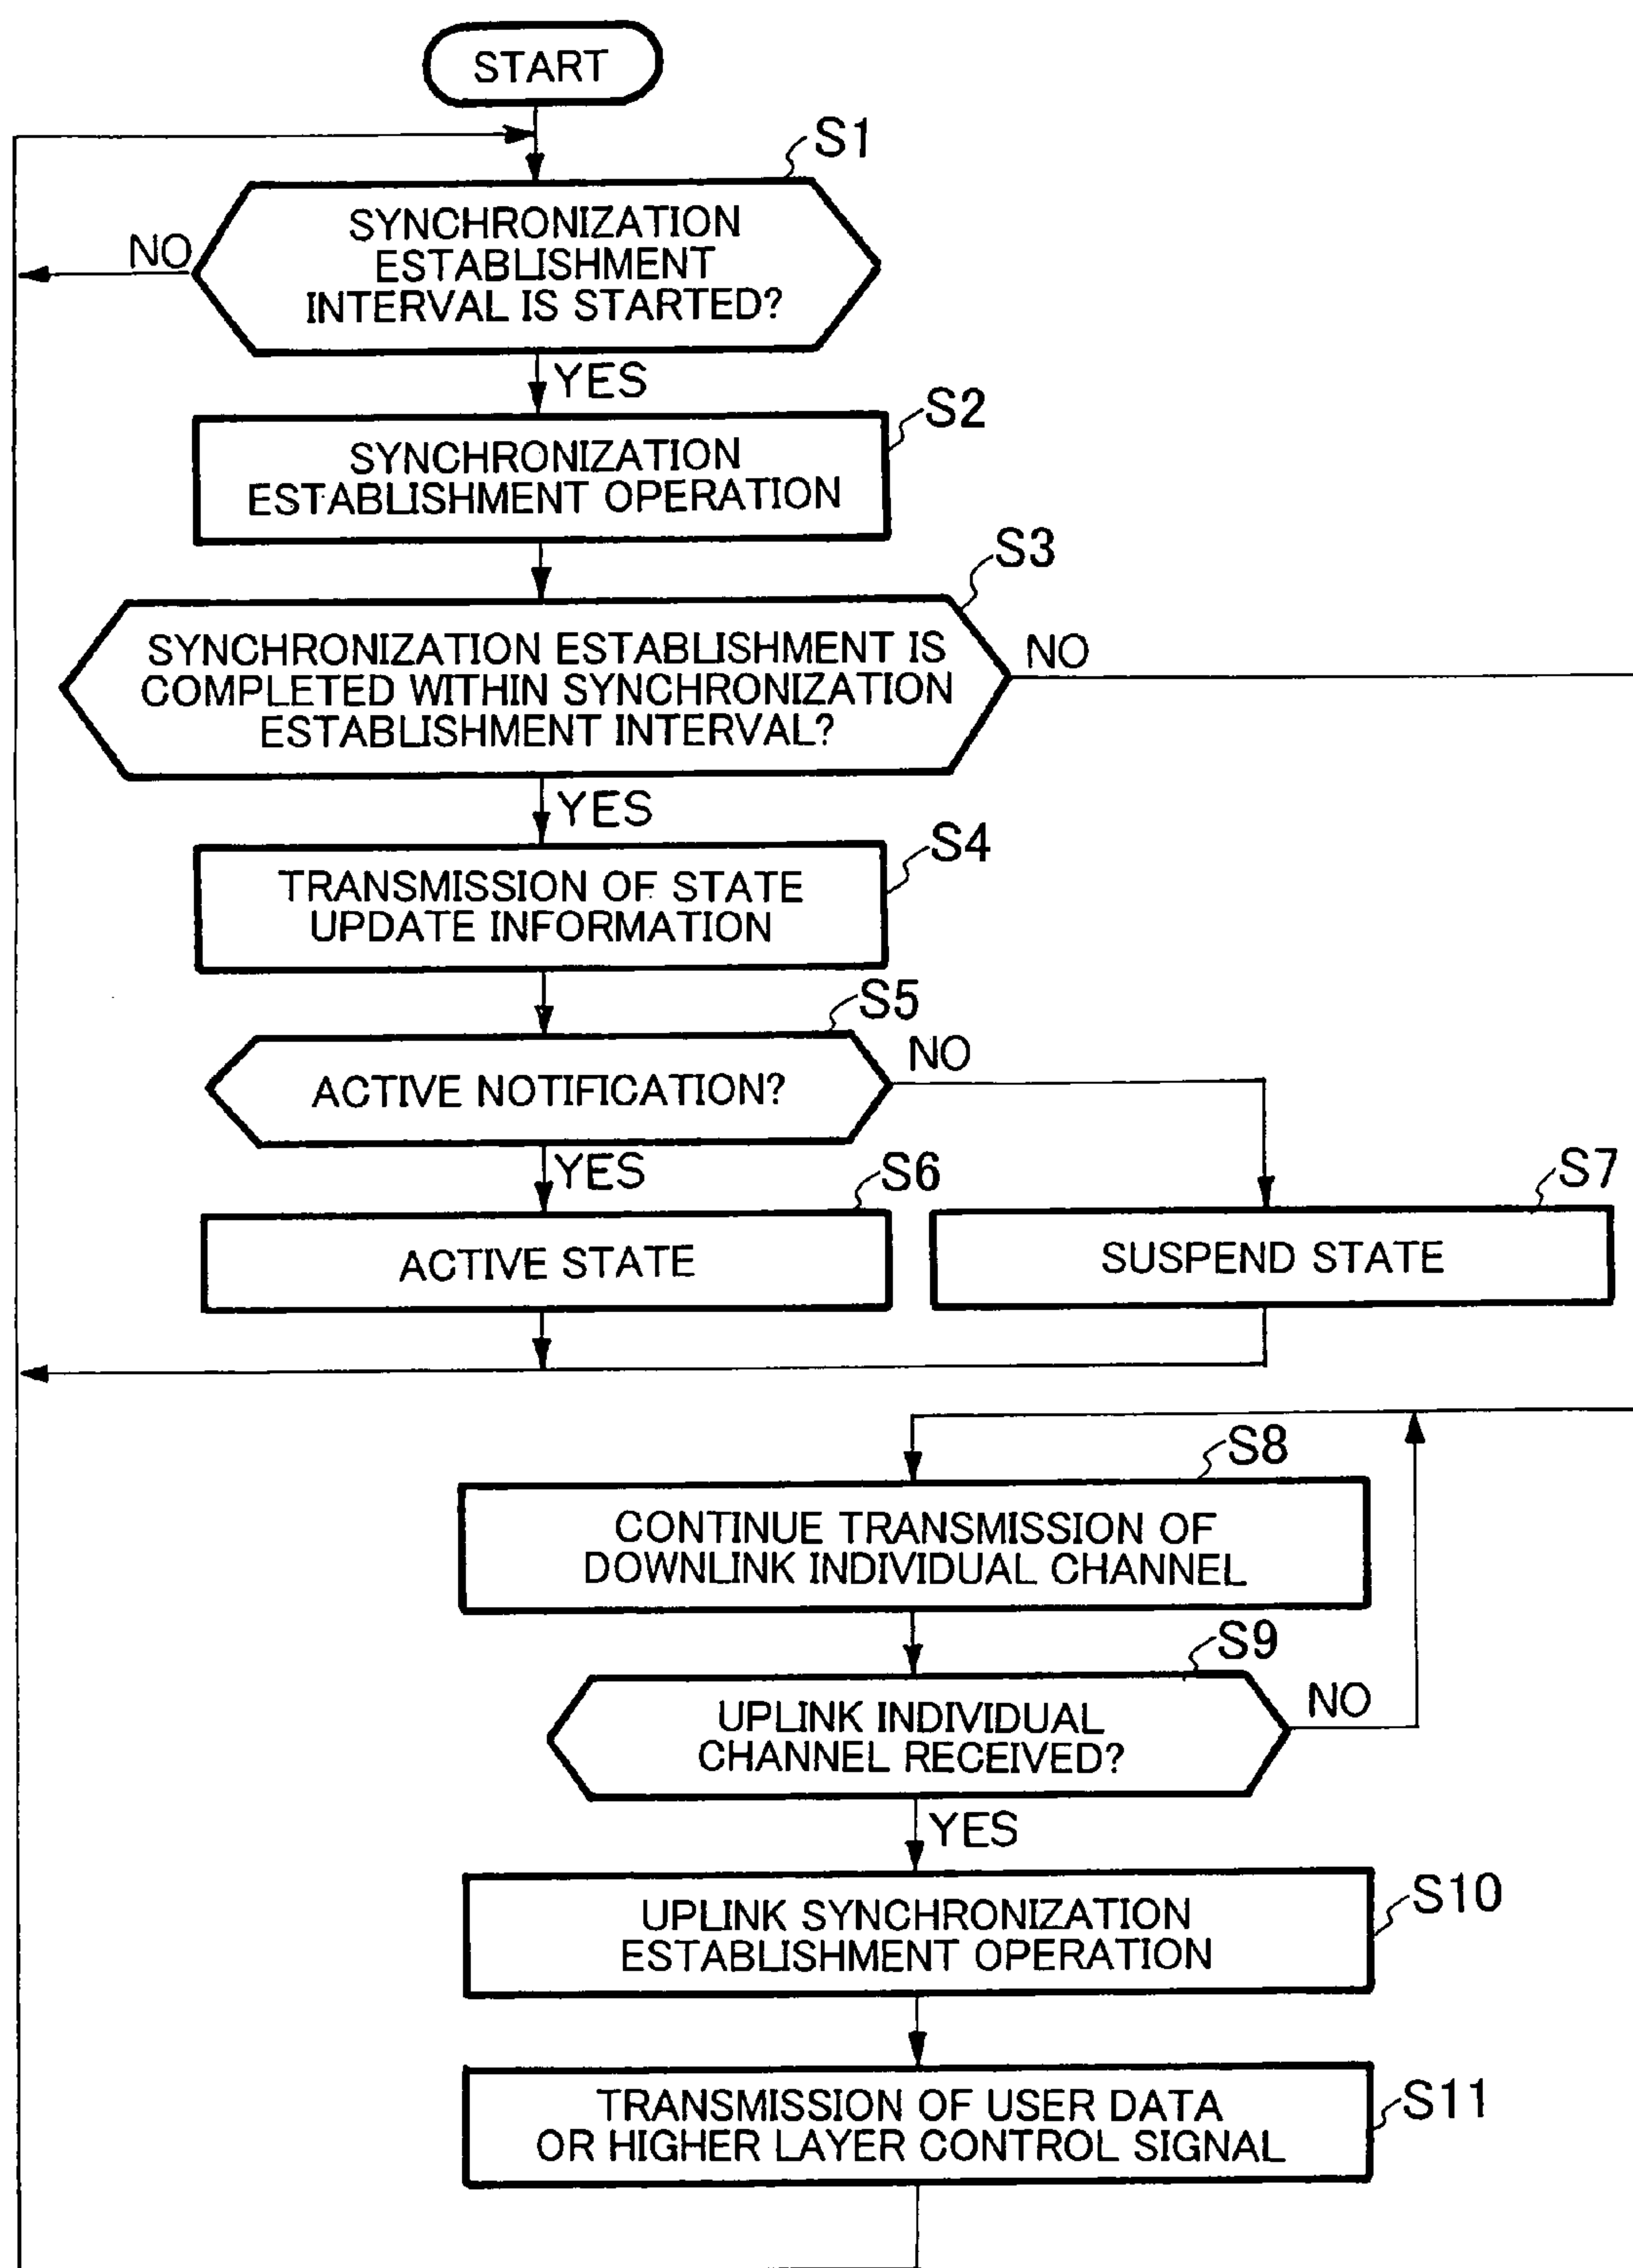 START
S1
SYNCHRONIZATION
ESTABLISHMENT
INTERVAL IS STARTED?
NO
YES
S2
SYNCHRONIZATION
ESTABLISHMENT OPERATION
S3
SYNCHRONIZATION ESTABLISHMENT IS
COMPLETED WITHIN SYNCHRONIZATION
ESTABLISHMENT INTERVAL?
NO
YES
S4
TRANSMISSION OF STATE
UPDATE INFORMATION
S5
ACTIVE NOTIFICATION?
NO
YES
S6
ACTIVE STATE
S7
SUSPEND STATE
S8
CONTINUE TRANSMISSION OF
DOWNLINK INDIVIDUAL CHANNEL
S9
UPLINK INDIVIDUAL
CHANNEL RECEIVED?
NO
YES
S10
UPLINK SYNCHRONIZATION
ESTABLISHMENT OPERATION
S11
TRANSMISSION OF USER DATA
OR HIGHER LAYER CONTROL SIGNAL